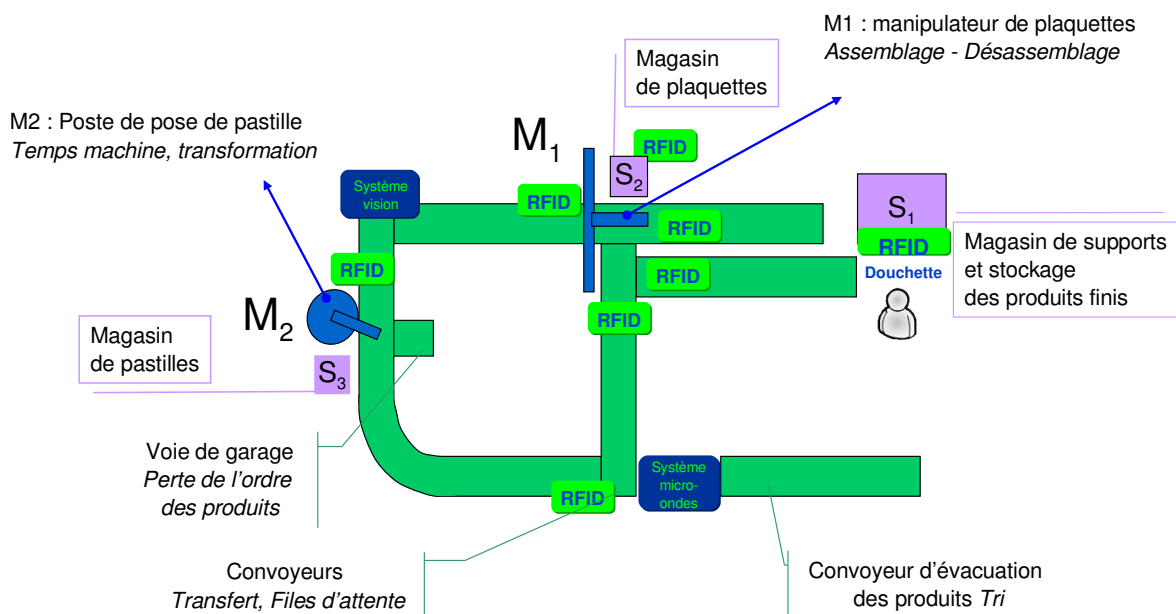 M1 : manipulateur de plaquettes
Assemblage - Désassemblage
Magasin
de plaquettes
M2 : Poste de pose de pastille
Temps machine, transformation
M1
RFID
S2
Système
vision
RFID
S1
RFID
RFID
Douchette
Magasin de supports
et stockage
des produits finis
RFID
RFID
M2
RFID
Magasin
de pastilles
S3
Voie de garage
Perte de l’ordre
des produits
RFID
Système
micro-
ondes
Convoyeurs
Transfert, Files d’attente
Convoyeur d’évacuation
des produits Tri